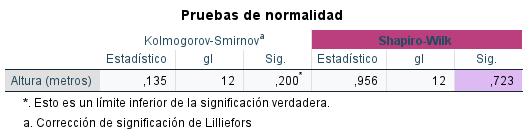 Pruebas de normalidad
Kolmogorov-Smirnovᵃ Shapiro-Wilk
Estadístico gl Sig. Estadístico gl Sig.
Altura (metros) ,135 12 ,200* ,956 12 ,723
*. Esto es un límite inferior de la significación verdadera.
a. Corrección de significación de Lilliefors